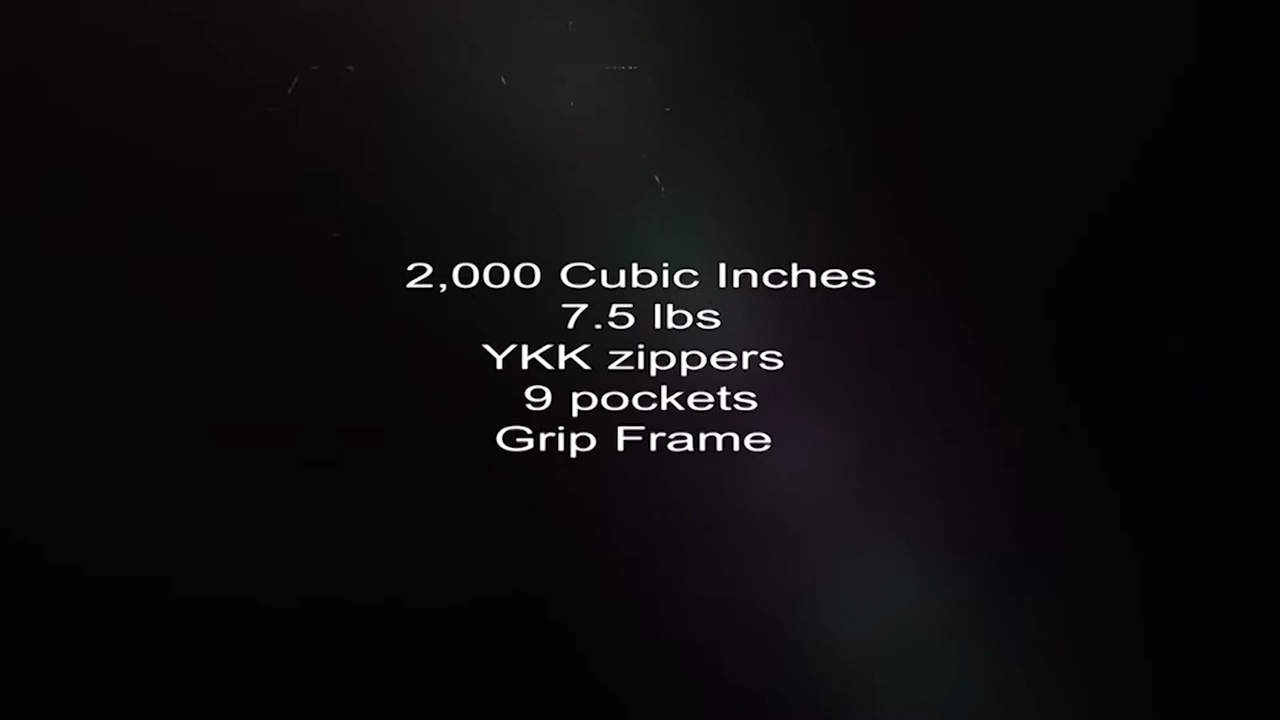 2,000 Cubic Inches
7.5 lbs
YKK zippers
9 pockets
Grip Frame